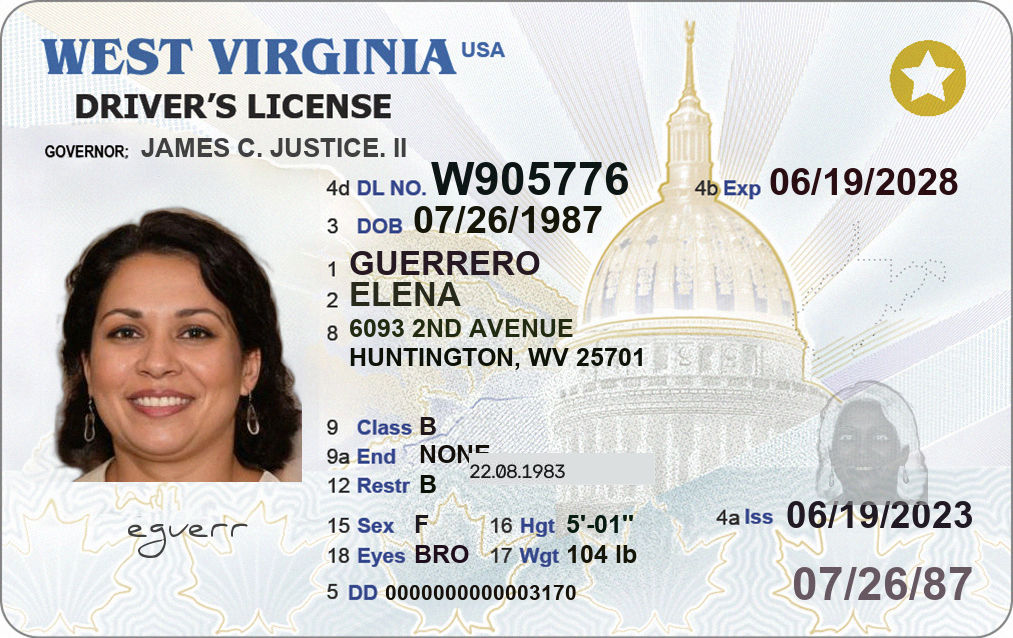 WEST VIRGINIA USA
DRIVER'S LICENSE
GOVERNOR: JAMES C. JUSTICE. II
4d DL NO. W905776 4b Exp 06/19/2028
3 DOB 07/26/1987
1 GUERRERO
2 ELENA
8 6093 2ND AVENUE
HUNTINGTON, WV 25701
9 Class B
9a End NONE
22.08.1983
12 Restr B
15 Sex F 16 Hgt 5'-01" 4a Iss 06/19/2023
eguerr
18 Eyes BRO 17 Wgt 104 lb
5 DD 0000000000003170
07/26/87